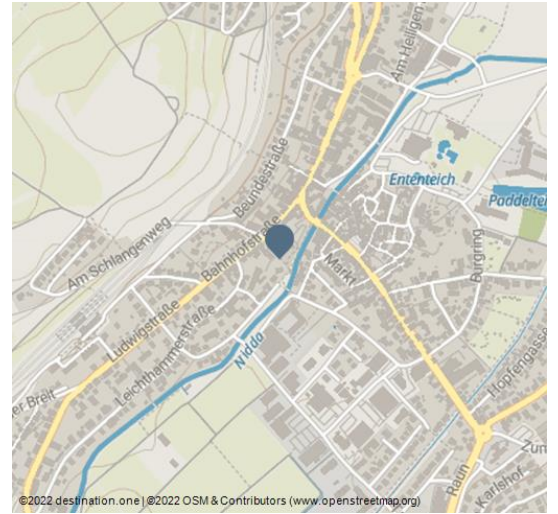 Am Heiligen
Beundestraße
Ententeich
Paddeltei
Am Schlangenweg
Bahnhofstraße
Markt
Burgring
Ludwigstraße
Leichthammerstraße
Nidda
er Breit
Hopfengasse
Raun
Zum
Karlshof
©2022 destination.one | ©2022 OSM & Contributors (www.openstreetmap.org)